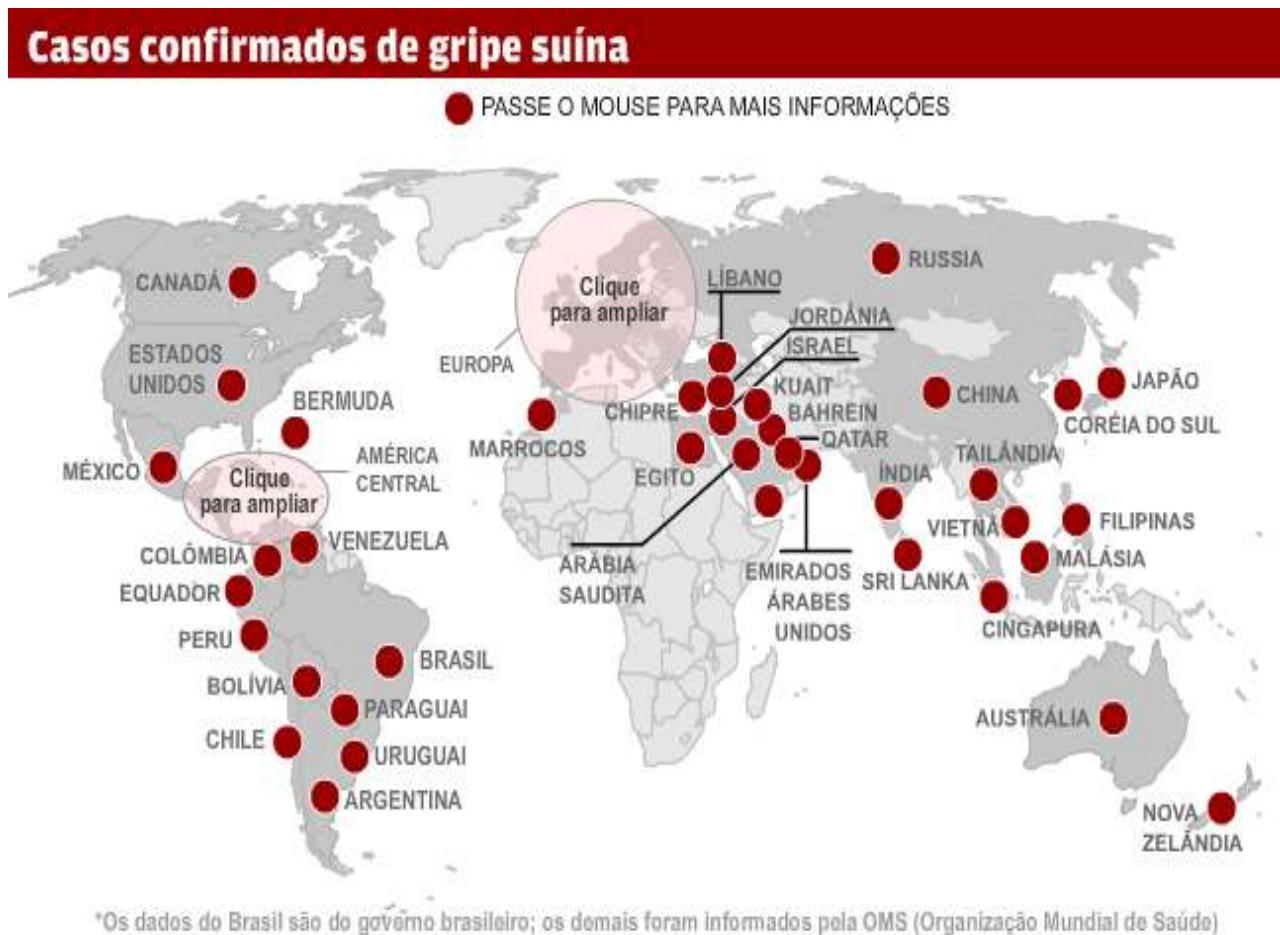 Casos confirmados de gripe suína
PASSE O MOUSE PARA MAIS INFORMAÇÕES
CANADÁ
ESTADOS
UNIDOS
BERMUDA
MÉXICO
Clique
para ampliar
AMÉRICA
CENTRAL
COLÔMBIA
VENEZUELA
EQUADOR
PERU
BRASIL
BOLÍVIA
PARAGUAI
CHILE
URUGUAI
ARGENTINA
Clique
para ampliar
EUROPA
MARROCOS
LÍBANO
JORDÂNIA
ISRAEL
CHIPRE
KUAIT
BAHREIN
QATAR
EGITO
ARÁBIA
SAUDITA
EMIRADOS
ÁRABES
UNIDOS
RUSSIA
CHINA
JAPÃO
CORÉIA DO SUL
TAILÂNDIA
ÍNDIA
VIETNÃ
FILIPINAS
MALÁSIA
SRI LANKA
CINGAPURA
AUSTRÁLIA
NOVA
ZELÂNDIA
*Os dados do Brasil são do governo brasileiro; os demais foram informados pela OMS (Organização Mundial de Saúde)